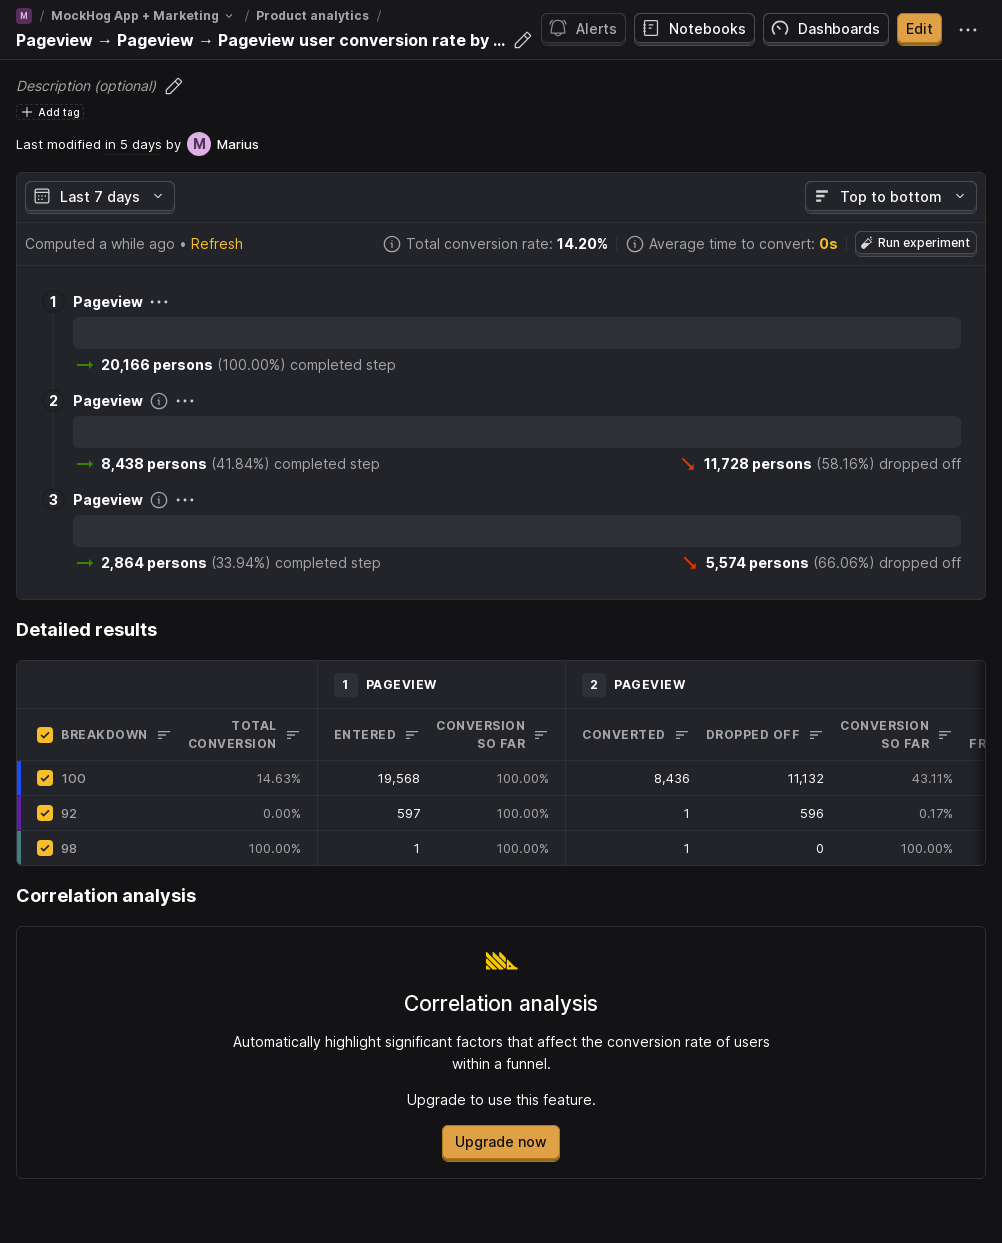 M / MockHog App + Marketing / Product analytics /
Pageview → Pageview → Pageview user conversion rate by ...
Alerts
Notebooks
Dashboards
Edit
Description (optional)
Add tag
Last modified in 5 days by M Marius
Last 7 days
Top to bottom
Computed a while ago • Refresh
Total conversion rate: 14.20%
Average time to convert: 0s
Run experiment
1 Pageview
20,166 persons (100.00%) completed step
2 Pageview
8,438 persons (41.84%) completed step
11,728 persons (58.16%) dropped off
3 Pageview
2,864 persons (33.94%) completed step
5,574 persons (66.06%) dropped off
Detailed results
1 PAGEVIEW
2 PAGEVIEW
BREAKDOWN
TOTAL
CONVERSION
ENTERED
CONVERSION
SO FAR
CONVERTED
DROPPED OFF
CONVERSION
SO FAR
100 14.63% 19,568 100.00% 8,436 11,132 43.11%
92 0.00% 597 100.00% 1 596 0.17%
98 100.00% 1 100.00% 1 0 100.00%
Correlation analysis
Correlation analysis
Automatically highlight significant factors that affect the conversion rate of users
within a funnel.
Upgrade to use this feature.
Upgrade now